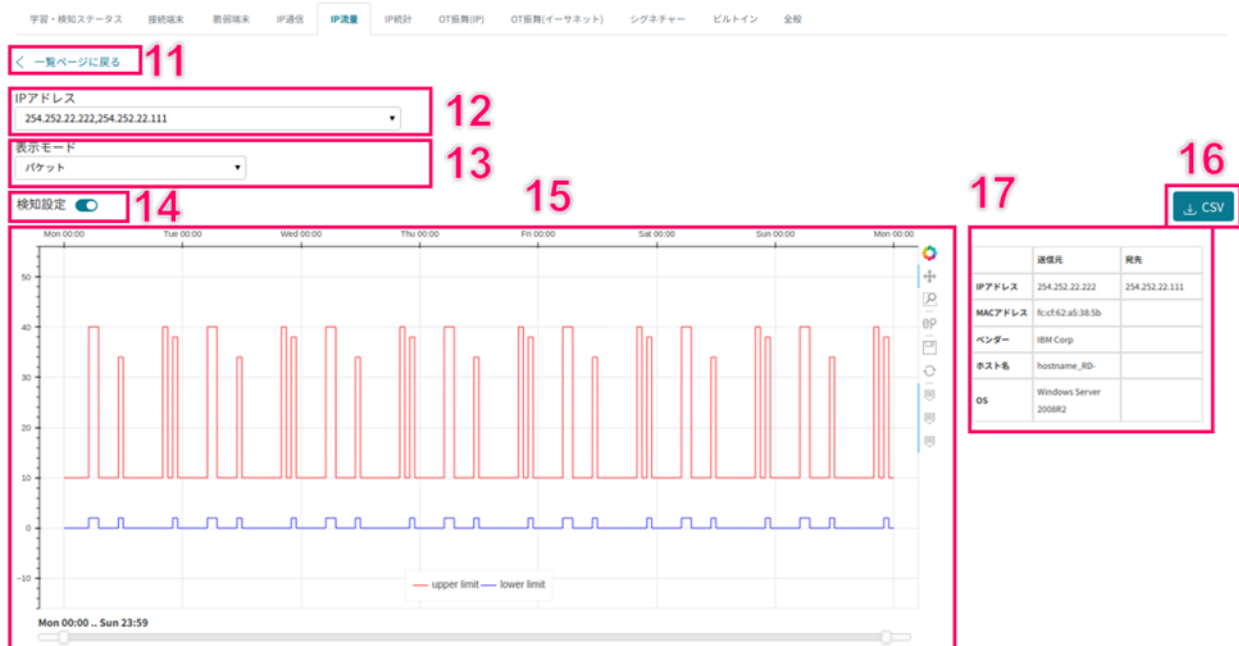 学習・検知ステータス 接続端末 脆弱端末 IP通信 IP流量 IP統計 OT振舞(IP) OT振舞(イーサネット) シグネチャー ビルトイン 全般
一覧ページに戻る 11
IPアドレス
254.252.22.222,254.252.22.111 12
表示モード
パケット 13
検知設定 14
15
16
CSV
17
Mon 00:00 Tue 00:00 Wed 00:00 Thu 00:00 Fri 00:00 Sat 00:00 Sun 00:00 Mon 00:00
50
40
30
20
10
0
−10
upper limit lower limit
Mon 00:00 .. Sun 23:59
送信元 宛先
IPアドレス 254.252.22.222 254.252.22.111
MACアドレス fc:cf:62:a5:38:5b
ベンダー IBM Corp
ホスト名 hostname_RD-
OS Windows Server
2008R2